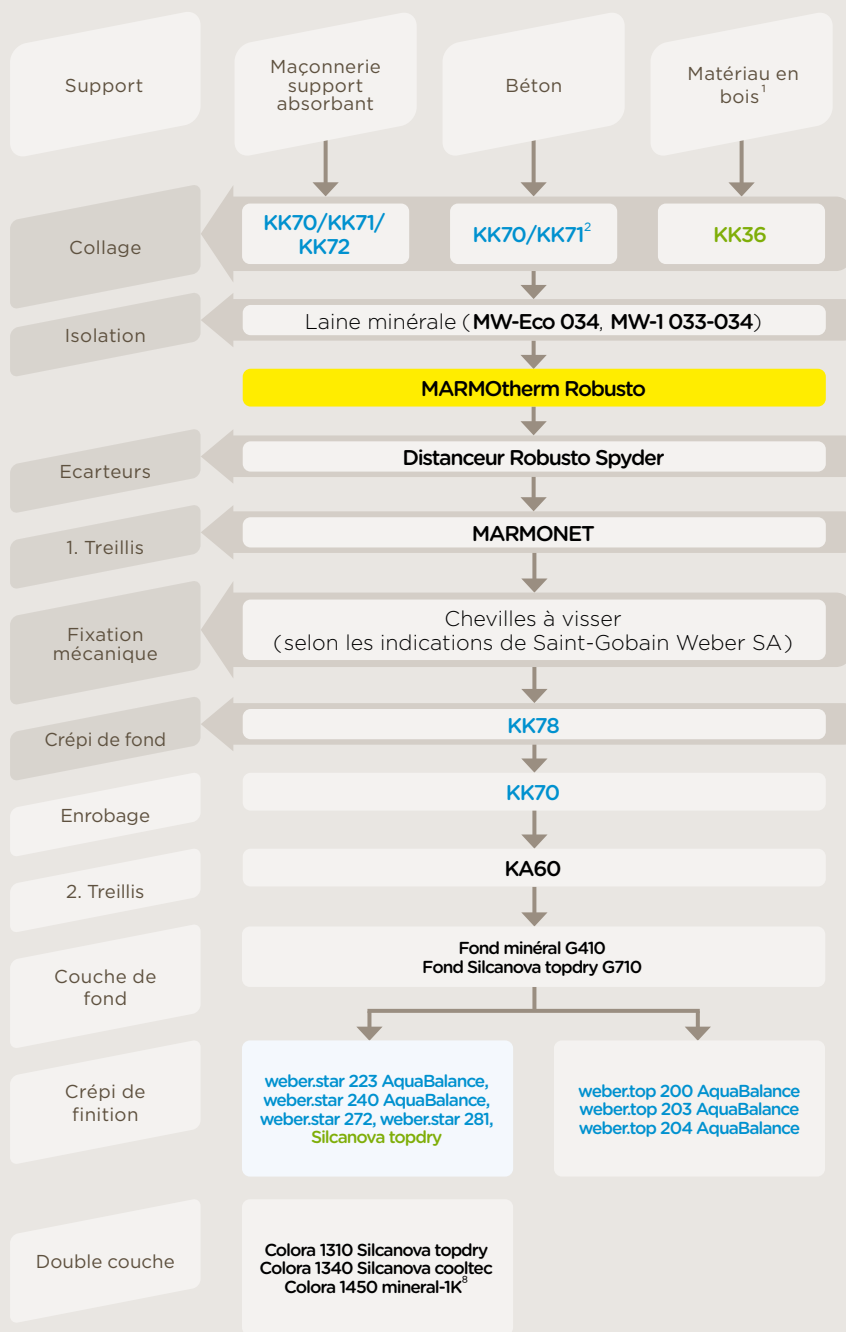 Support
Maçonnerie
support
absorbant
Béton
Matériau en
bois¹
Collage
KK70/KK71/
KK72
KK70/KK71²
KK36
Isolation
Laine minérale (MW-Eco 034, MW-1 033-034)
MARMOtherm Robusto
Ecarteurs
Distanceur Robusto Spyder
1. Treillis
MARMONET
Fixation
mécanique
Chevilles à visser
(selon les indications de Saint-Gobain Weber SA)
Crépi de fond
KK78
Enrobage
KK70
2. Treillis
KA60
Couche de
fond
Fond minéral G410
Fond Silcanova topdry G710
Crépi de
finition
weber.star 223 AquaBalance,
weber.star 240 AquaBalance,
weber.star 272, weber.star 281,
Silcanova topdry
weber.top 200 AquaBalance
weber.top 203 AquaBalance
weber.top 204 AquaBalance
Double couche
Colora 1310 Silcanova topdry
Colora 1340 Silcanova cooltec
Colora 1450 mineral-1K⁸